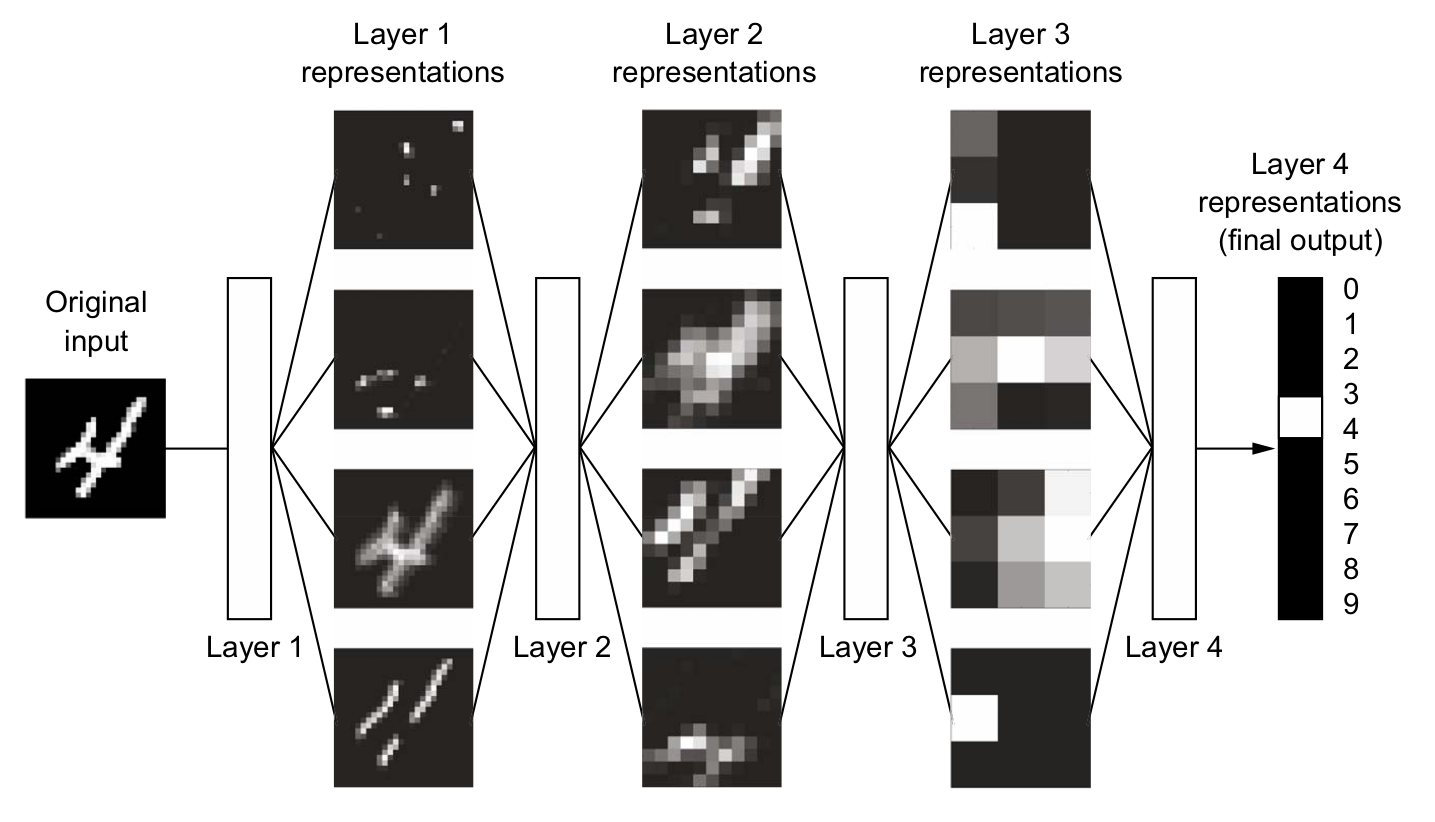 Layer 1
representations
Layer 2
representations
Layer 3
representations
Layer 4
representations
(final output)
Original
input
0
1
2
3
4
5
6
7
8
9
Layer 1
Layer 2
Layer 3
Layer 4